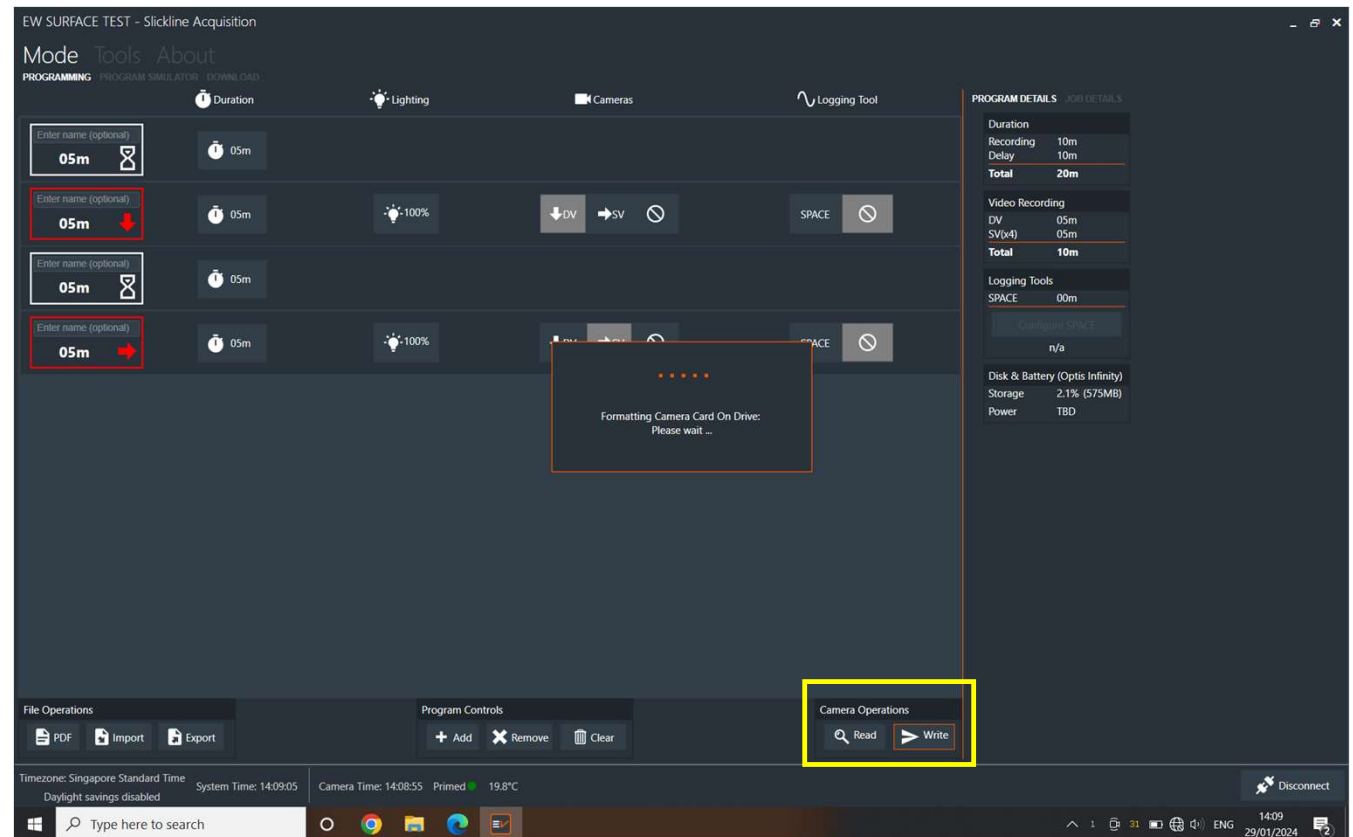 EW SURFACE TEST - Slickline Acquisition
Mode Tools About
PROGRAMMING PROGRAM SIMULATOR DOWNLOAD
Duration Lighting Cameras Logging Tool
Enter name (optional)
05m 05m
Enter name (optional)
05m 05m 100% DV SV SPACE
Enter name (optional)
05m 05m
Enter name (optional)
05m 05m 100% DV SV SPACE
Formatting Camera Card On Drive:
Please wait ...
PROGRAM DETAILS JOB DETAILS
Duration
Recording 10m
Delay 10m
Total 20m
Video Recording
DV 05m
SV(x4) 05m
Total 10m
Logging Tools
SPACE 00m
Configure SPACE
n/a
Disk & Battery (Optis Infinity)
Storage 2.1% (575MB)
Power TBD
File Operations
PDF Import Export
Program Controls
Add Remove Clear
Camera Operations
Read Write
Timezone: Singapore Standard Time
Daylight savings disabled
System Time: 14:09:05
Camera Time: 14:08:55 Primed 19.8°C
Disconnect
Type here to search
1 31 ENG
14:09
29/01/2024
2